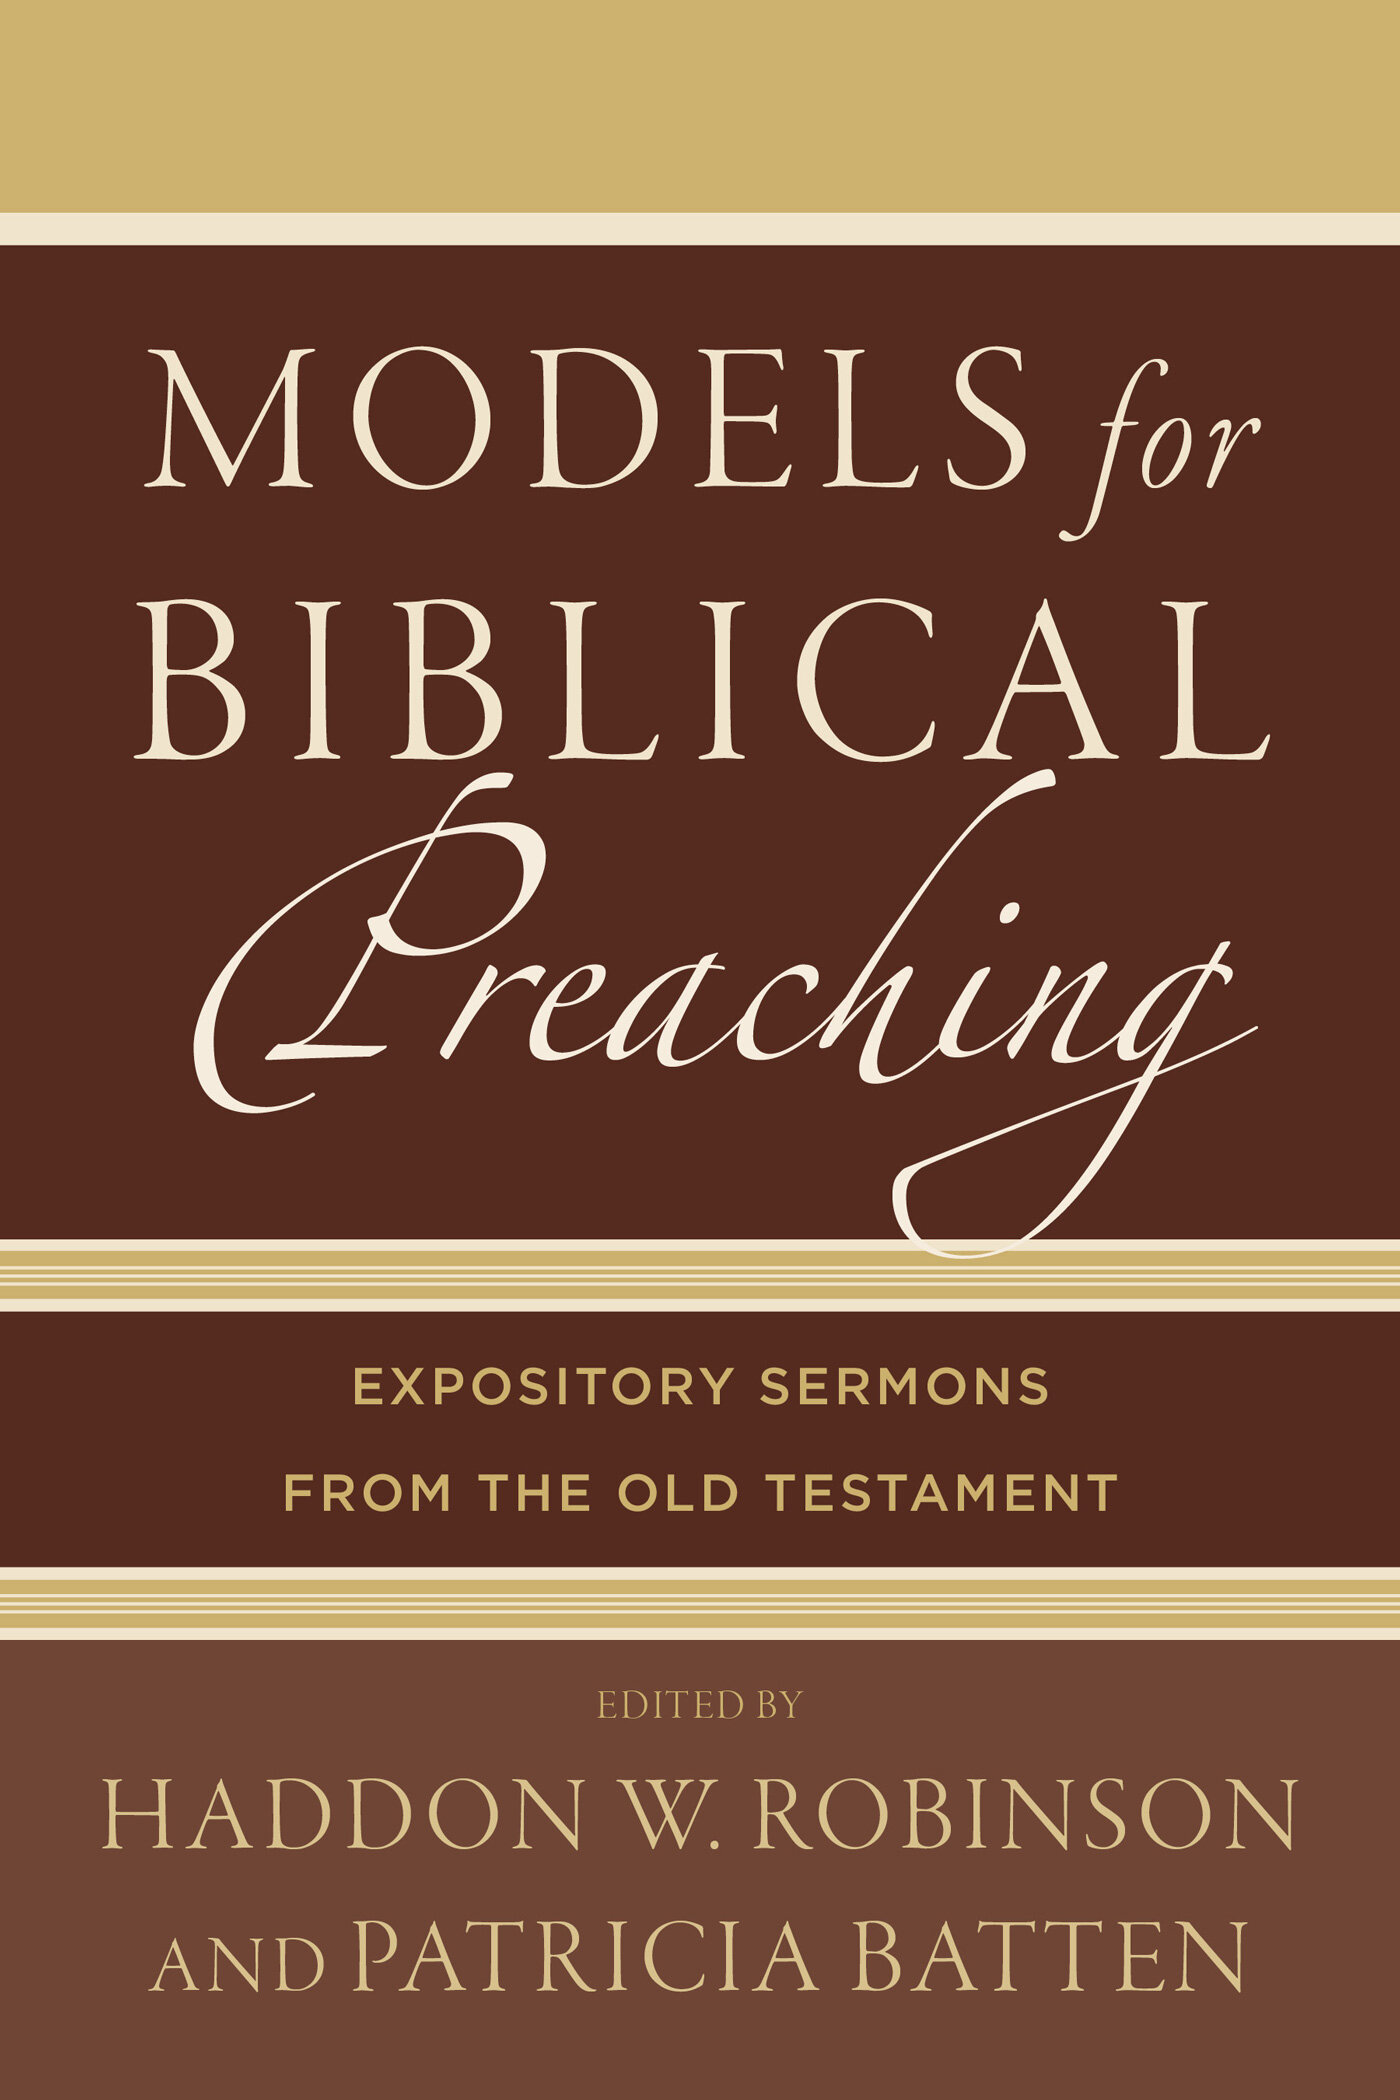 MODELS for
BIBLICAL
Preaching
EXPOSITORY SERMONS
FROM THE OLD TESTAMENT
EDITED BY
HADDON W. ROBINSON
AND PATRICIA BATTEN